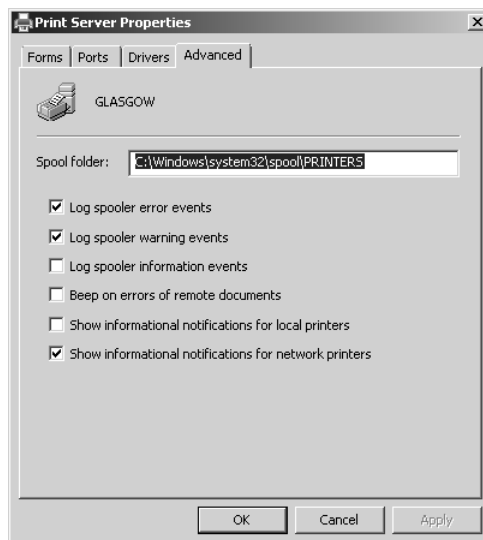 Print Server Properties
Forms Ports Drivers Advanced
GLASGOW
Spool folder: C:\Windows\system32\spool\PRINTERS
Log spooler error events
Log spooler warning events
Log spooler information events
Beep on errors of remote documents
Show informational notifications for local printers
Show informational notifications for network printers
OK Cancel Apply